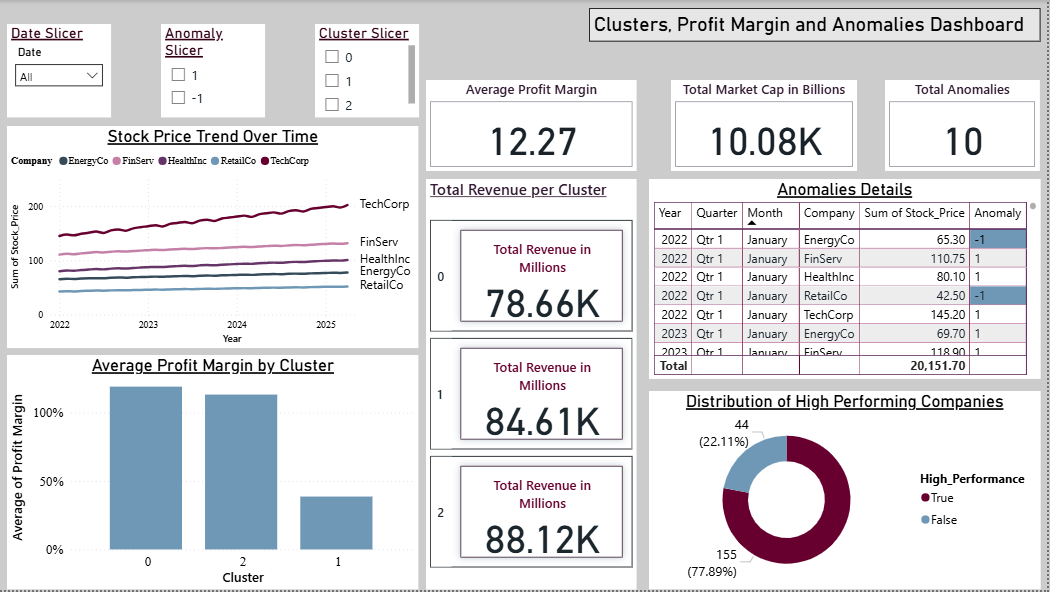 Clusters, Profit Margin and Anomalies Dashboard
Date Slicer
Date
All
Anomaly
Slicer
1
-1
Cluster Slicer
0
1
2
Average Profit Margin
12.27
Total Market Cap in Billions
10.08K
Total Anomalies
10
Stock Price Trend Over Time
Company EnergyCo FinServ HealthInc RetailCo TechCorp
Sum of Stock_Price
200
100
0
2022 2023 2024 2025
Year
TechCorp
FinServ
HealthInc
EnergyCo
RetailCo
Average Profit Margin by Cluster
Average of Profit Margin
100%
50%
0%
0 2 1
Cluster
Total Revenue per Cluster
0
Total Revenue in
Millions
78.66K
1
Total Revenue in
Millions
84.61K
2
Total Revenue in
Millions
88.12K
Anomalies Details
Year Quarter Month Company Sum of Stock_Price Anomaly
2022 Qtr 1 January EnergyCo 65.30 -1
2022 Qtr 1 January FinServ 110.75 1
2022 Qtr 1 January HealthInc 80.10 1
2022 Qtr 1 January RetailCo 42.50 -1
2022 Qtr 1 January TechCorp 145.20 1
2023 Qtr 1 January EnergyCo 69.70 1
2023 Qtr 1 January FinServ 118.90 1
Total 20,151.70
Distribution of High Performing Companies
44
(22.11%)
155
(77.89%)
High_Performance
True
False